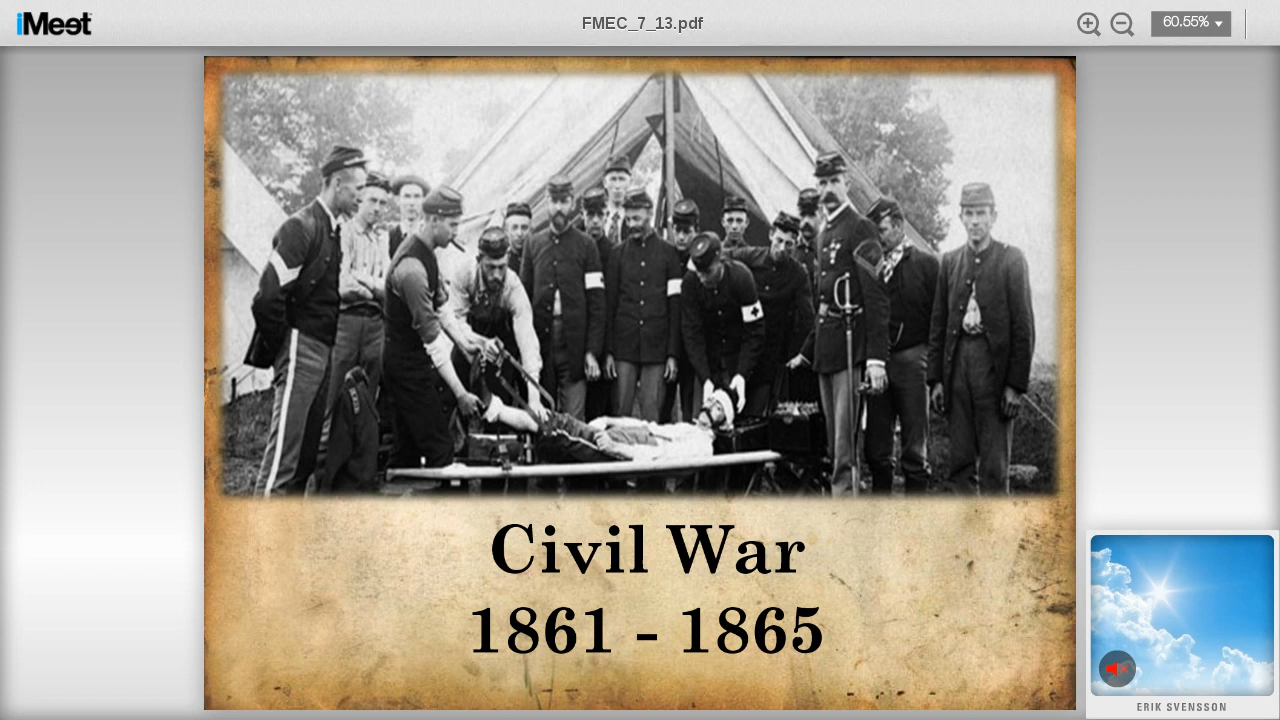 iMeet
FMEC_7_13.pdf
60.55%
Civil War
1861 - 1865
ERIK SVENSSON